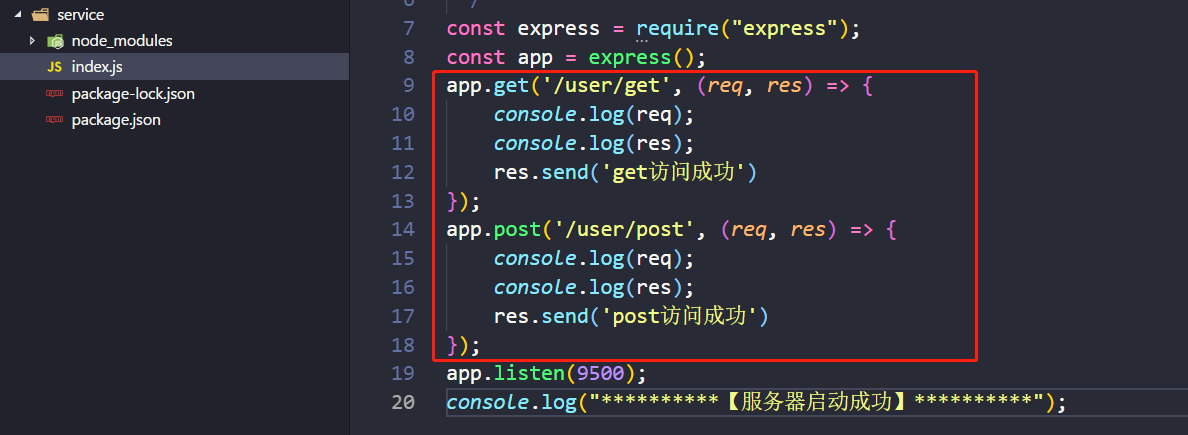 service
node_modules
JS index.js
package-lock.json
package.json
7 const express = require("express");
8 const app = express();
9 app.get('/user/get', (req, res) => {
10 console.log(req);
11 console.log(res);
12 res.send('get访问成功')
13 });
14 app.post('/user/post', (req, res) => {
15 console.log(req);
16 console.log(res);
17 res.send('post访问成功')
18 });
19 app.listen(9500);
20 console.log("**********【服务器启动成功】**********");